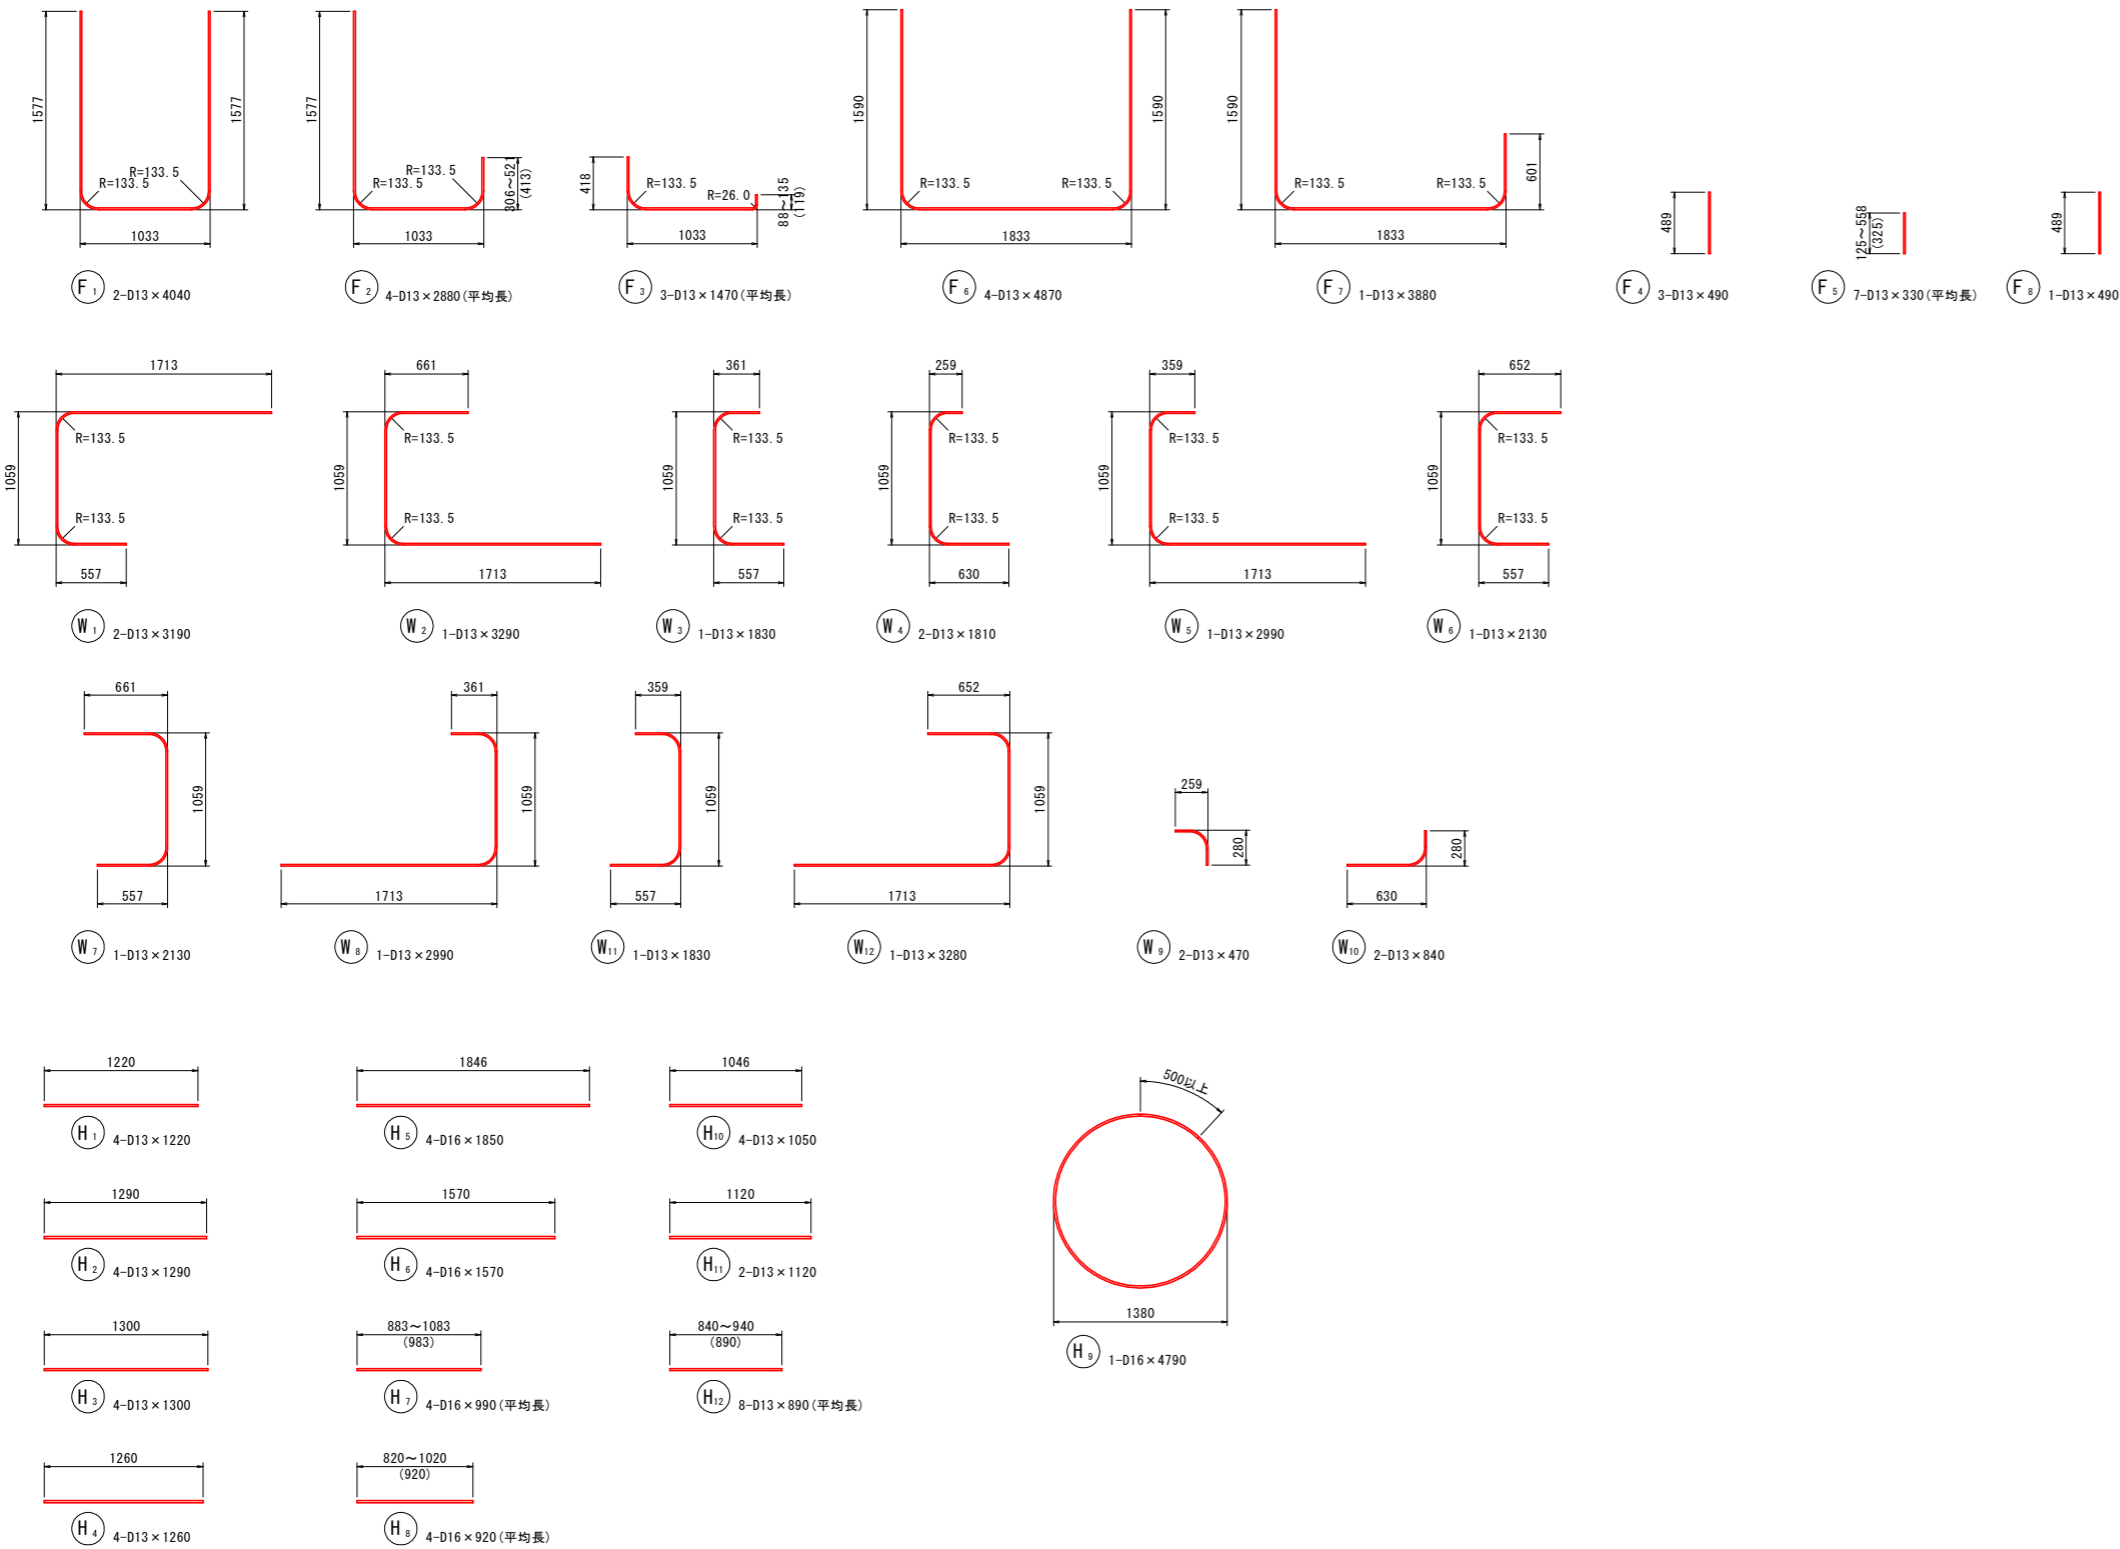 1577
1577
R=133.5
R=133.5
1033
F1 2-D13×4040
1577
R=133.5
R=133.5
306～521
(413)
1033
F2 4-D13×2880(平均長)
418
R=133.5
R=26.0
88～135
(119)
1033
F3 3-D13×1470(平均長)
1590
1590
R=133.5
R=133.5
1833
F6 4-D13×4870
1590
R=133.5
R=133.5
601
1833
F7 1-D13×3880
489
F4 3-D13×490
125～558
(325)
F5 7-D13×330(平均長)
489
F8 1-D13×490
1713
1059
R=133.5
R=133.5
557
W1 2-D13×3190
661
1059
R=133.5
R=133.5
1713
W2 1-D13×3290
361
1059
R=133.5
R=133.5
557
W3 1-D13×1830
259
1059
R=133.5
R=133.5
630
W4 2-D13×1810
359
1059
R=133.5
R=133.5
1713
W5 1-D13×2990
652
1059
R=133.5
R=133.5
557
W6 1-D13×2130
661
1059
557
W7 1-D13×2130
361
1059
1713
W8 1-D13×2990
359
1059
557
W11 1-D13×1830
652
1059
1713
W12 1-D13×3280
259
280
W9 2-D13×470
280
630
W10 2-D13×840
1220
H1 4-D13×1220
1846
H5 4-D16×1850
1046
H10 4-D13×1050
1290
H2 4-D13×1290
1570
H6 4-D16×1570
1120
H11 2-D13×1120
1300
H3 4-D13×1300
883～1083
(983)
H7 4-D16×990(平均長)
840～940
(890)
H12 8-D13×890(平均長)
500以上
1380
H9 1-D16×4790
1260
H4 4-D13×1260
820～1020
(920)
H8 4-D16×920(平均長)